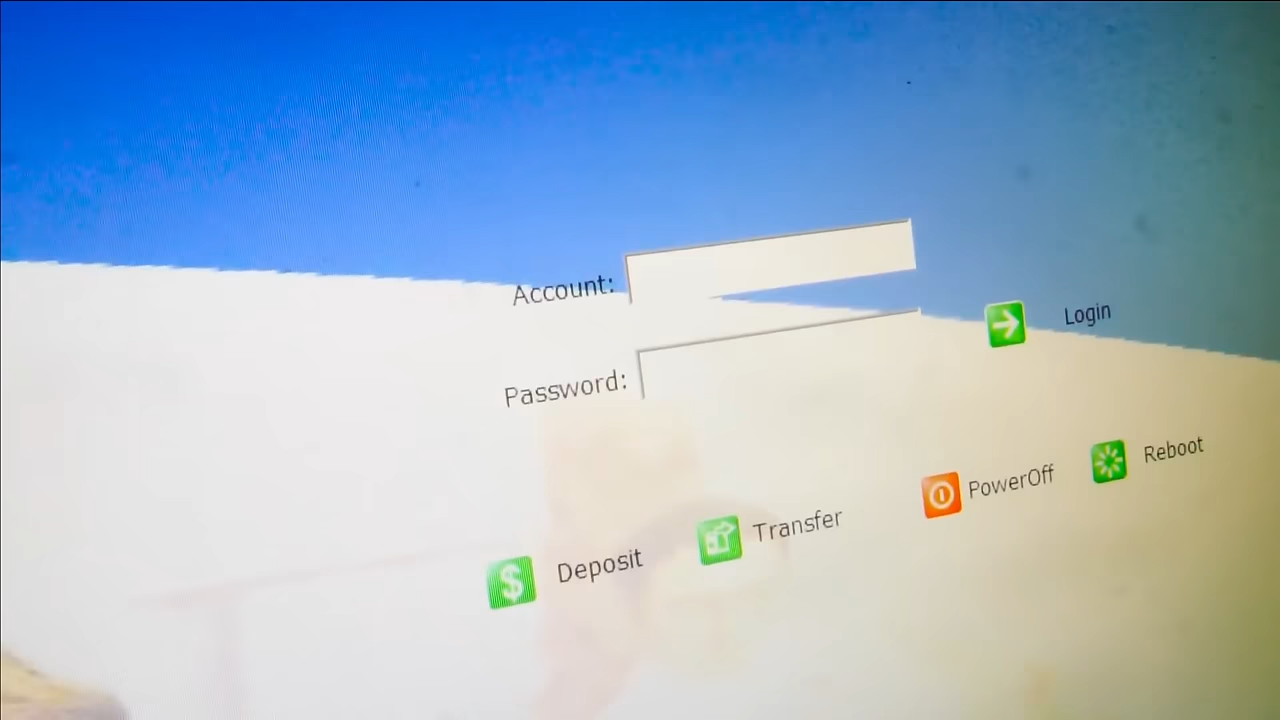 Account:
Password:
Login
Deposit
Transfer
PowerOff
Reboot